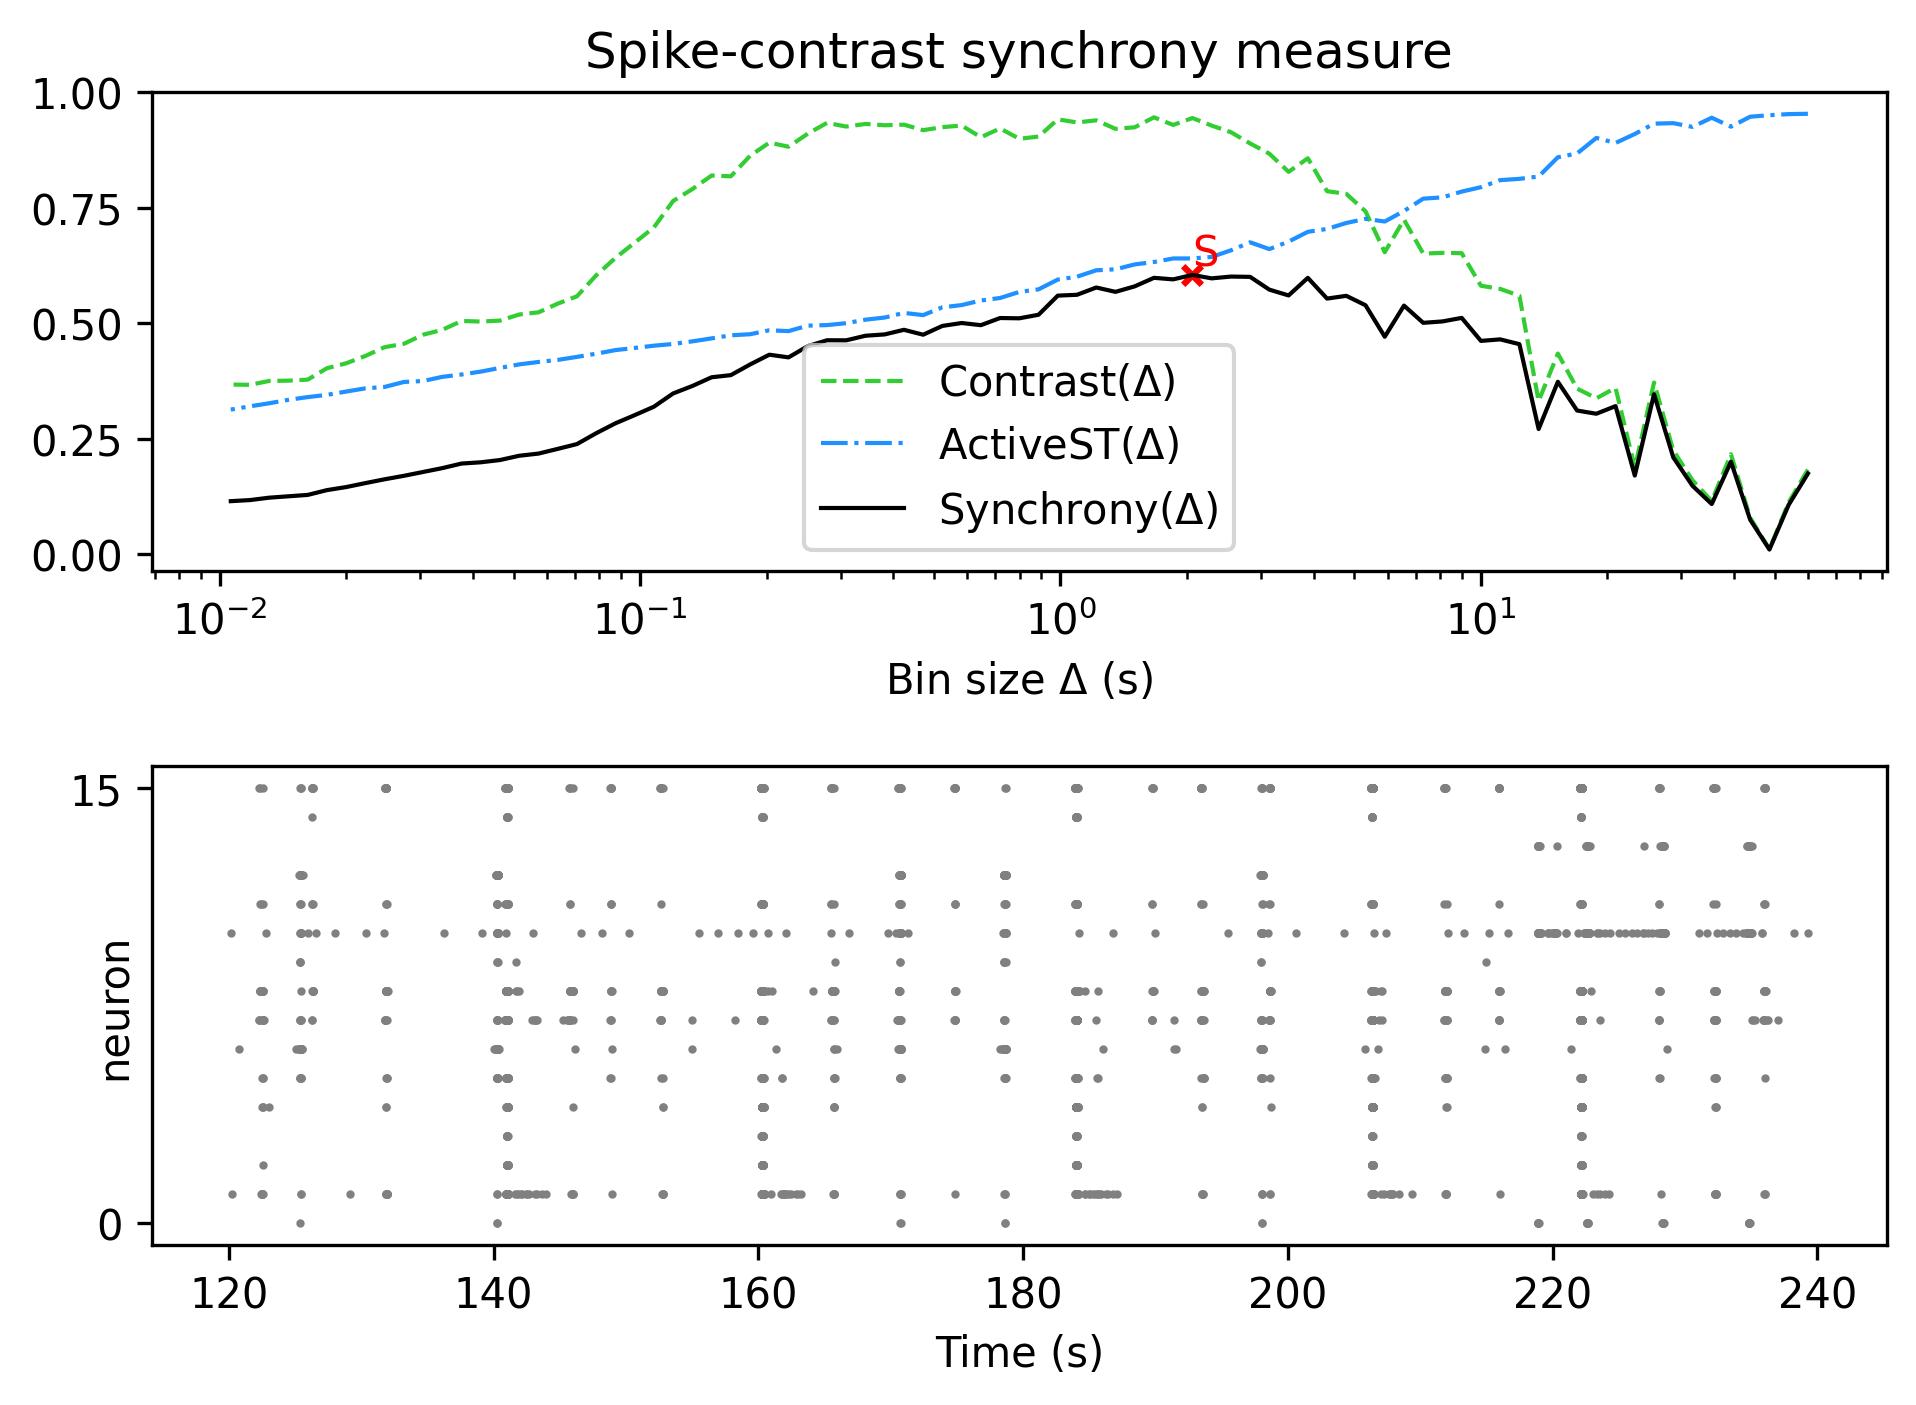 Spike-contrast synchrony measure
1.00
0.75
0.50
0.25
0.00
S
Contrast(Δ)
ActiveST(Δ)
Synchrony(Δ)
10⁻² 10⁻¹ 10⁰ 10¹
Bin size Δ (s)
15
0
neuron
120 140 160 180 200 220 240
Time (s)